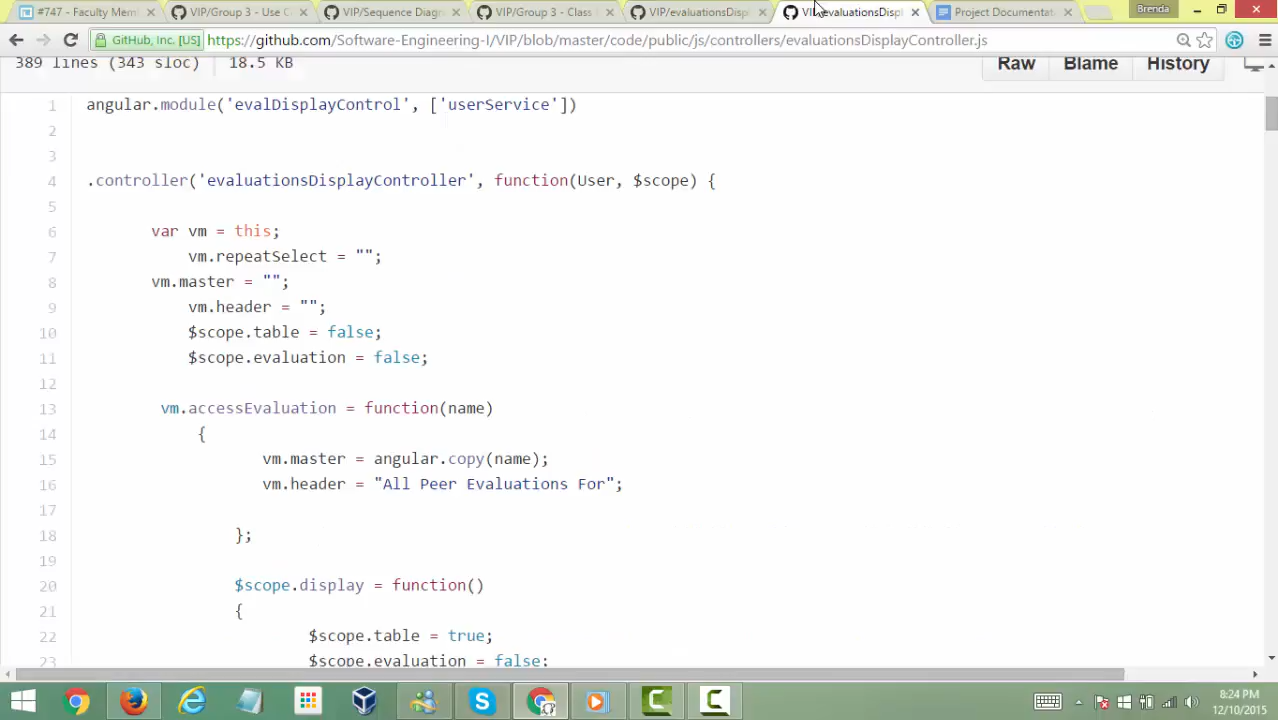 #747 - Faculty Mem
VIP/Group 3 - Use C
VIP/Sequence Diagr
VIP/Group 3 - Class
VIP/evaluationsDisp
VIP/evaluationsDispl
Project Documentat
Brenda
GitHub, Inc. [US]
https://github.com/Software-Engineering-I/VIP/blob/master/code/public/js/controllers/evaluationsDisplayController.js
389 lines (343 sloc) 18.5 KB
Raw Blame History
1 angular.module('evalDisplayControl', ['userService'])
2
3
4 .controller('evaluationsDisplayController', function(User, $scope) {
5
6 var vm = this;
7 vm.repeatSelect = "";
8 vm.master = "";
9 vm.header = "";
10 $scope.table = false;
11 $scope.evaluation = false;
12
13 vm.accessEvaluation = function(name)
14 {
15 vm.master = angular.copy(name);
16 vm.header = "All Peer Evaluations For";
17
18 };
19
20 $scope.display = function()
21 {
22 $scope.table = true;
23 $scope.evaluation = false;
8:24 PM
12/10/2015